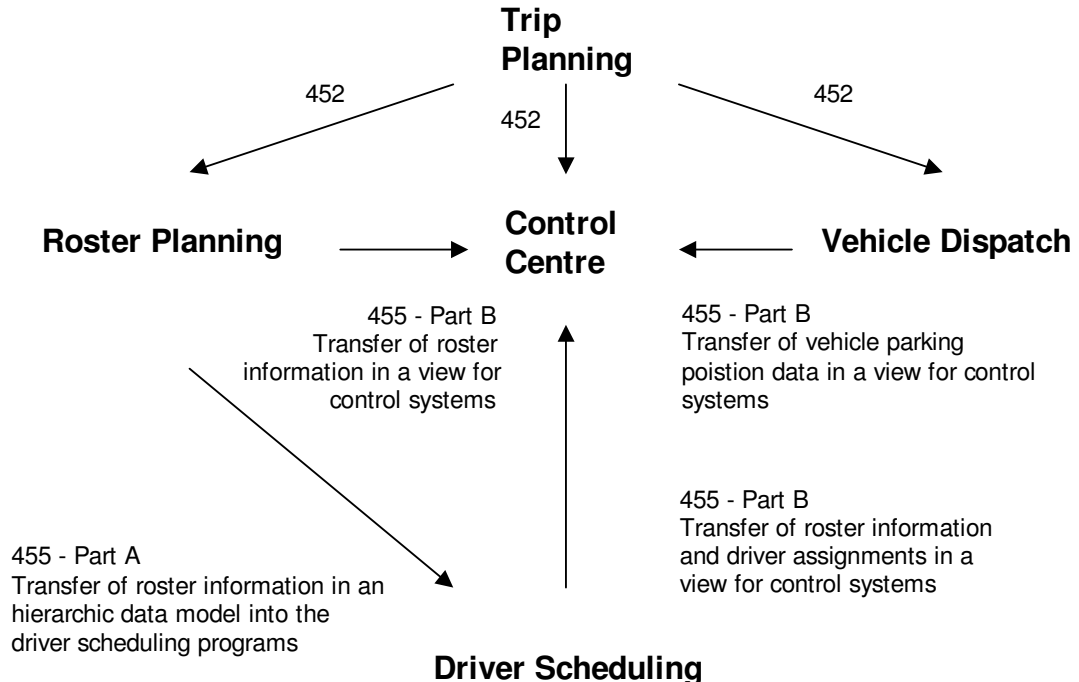 Trip
Planning
452
452
452
Roster Planning
Control
Centre
Vehicle Dispatch
455 - Part B
Transfer of roster
information in a view for
control systems
455 - Part B
Transfer of vehicle parking
poistion data in a view for control
systems
455 - Part B
Transfer of roster information
and driver assignments in a
view for control systems
455 - Part A
Transfer of roster information in an
hierarchic data model into the
driver scheduling programs
Driver Scheduling